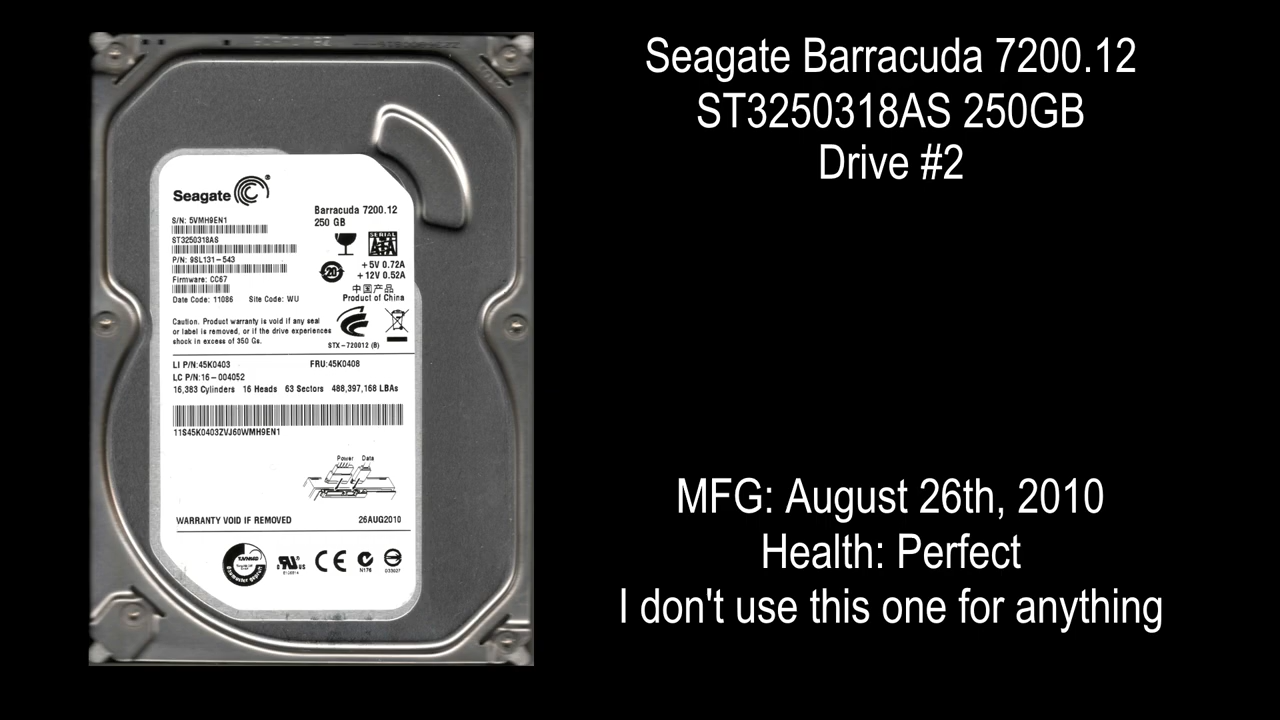 Seagate Barracuda 7200.12
ST3250318AS 250GB
Drive #2
Seagate
S/N: 5VMH9EN1
ST3250318AS
P/N: 9SL131-543
Firmware: CC67
Date Code: 11086 Site Code: WU
Barracuda 7200.12
250 GB
SERIAL
ATA
20
+5V 0.72A
+12V 0.52A
中国产品
Product of China
Caution. Product warranty is void if any seal
or label is removed, or if the drive experiences
shock in excess of 350 Gs.
STX-720012 (B)
LI P/N:45K0403 FRU:45K0408
LC P/N:16-004052
16,383 Cylinders 16 Heads 63 Sectors 488,397,168 LBAs
11S45K0403ZVJ60WMH9EN1
Power Data
WARRANTY VOID IF REMOVED 26AUG2010
CE
N176
MFG: August 26th, 2010
Health: Perfect
I don't use this one for anything